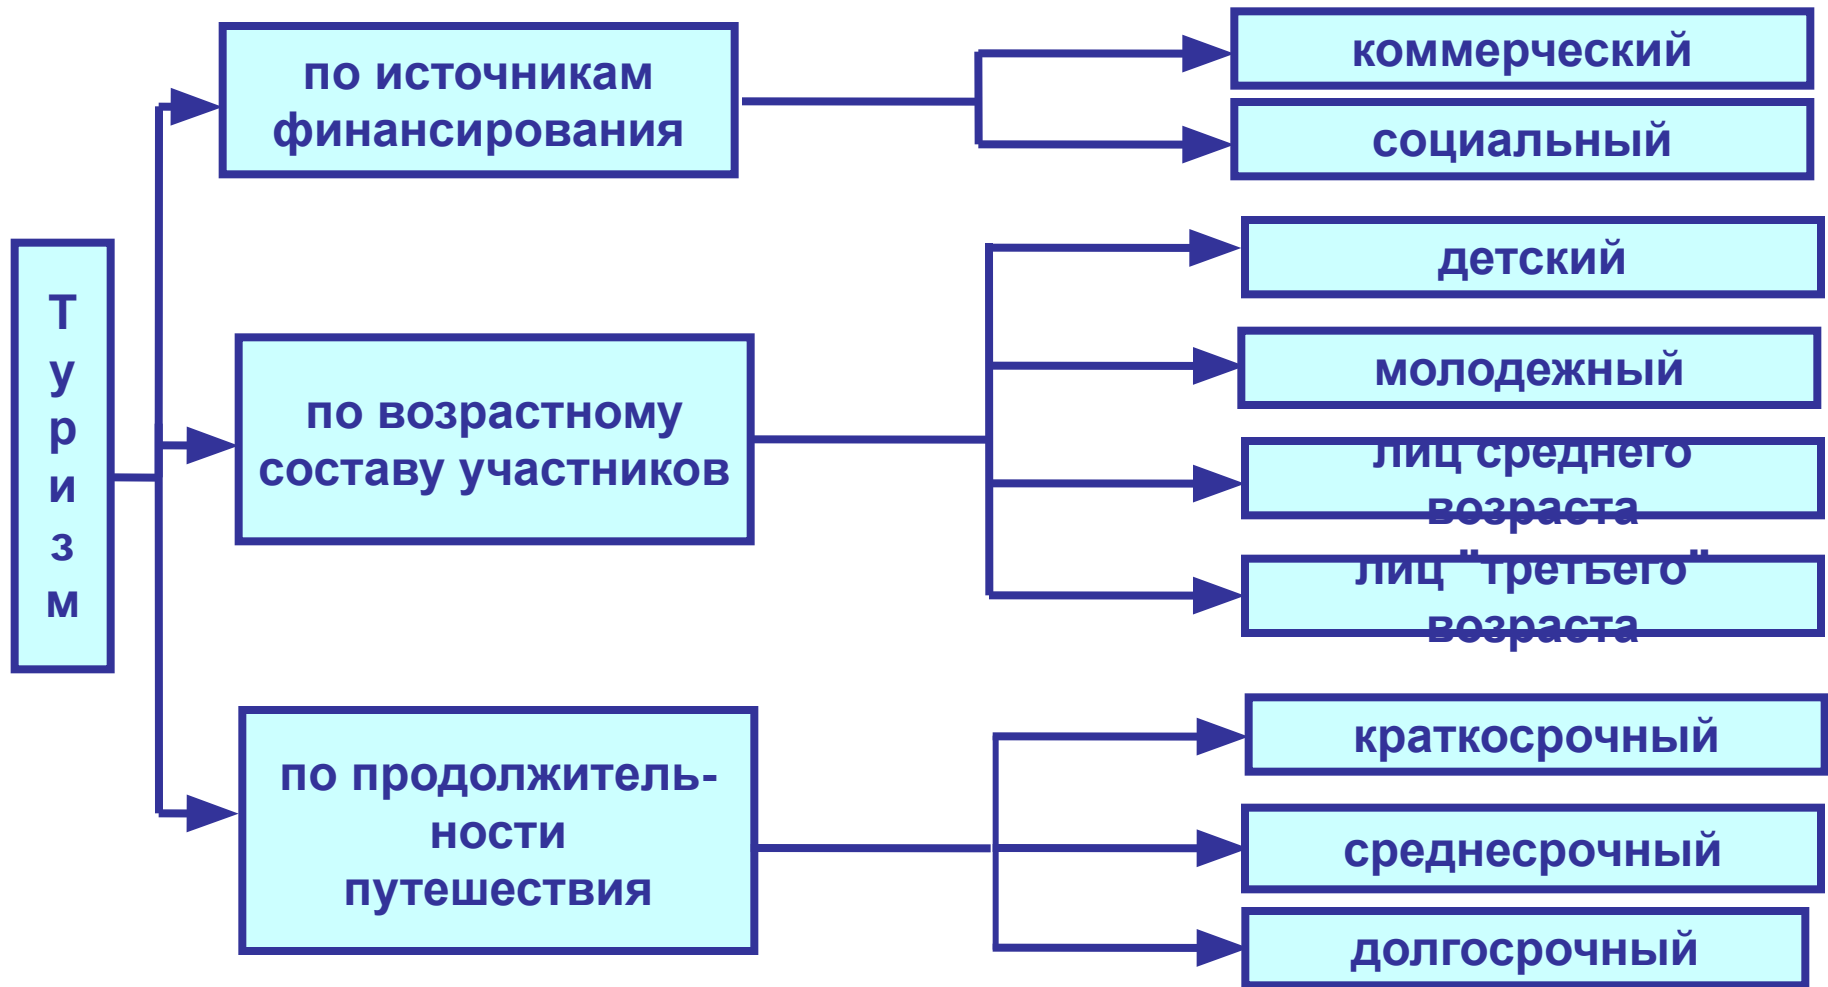 Туризм
по источникам
финансирования
коммерческий
социальный
по возрастному
составу участников
детский
молодежный
лиц среднего
возраста
лиц "третьего"
возраста
по продолжитель-
ности
путешествия
краткосрочный
среднесрочный
долгосрочный